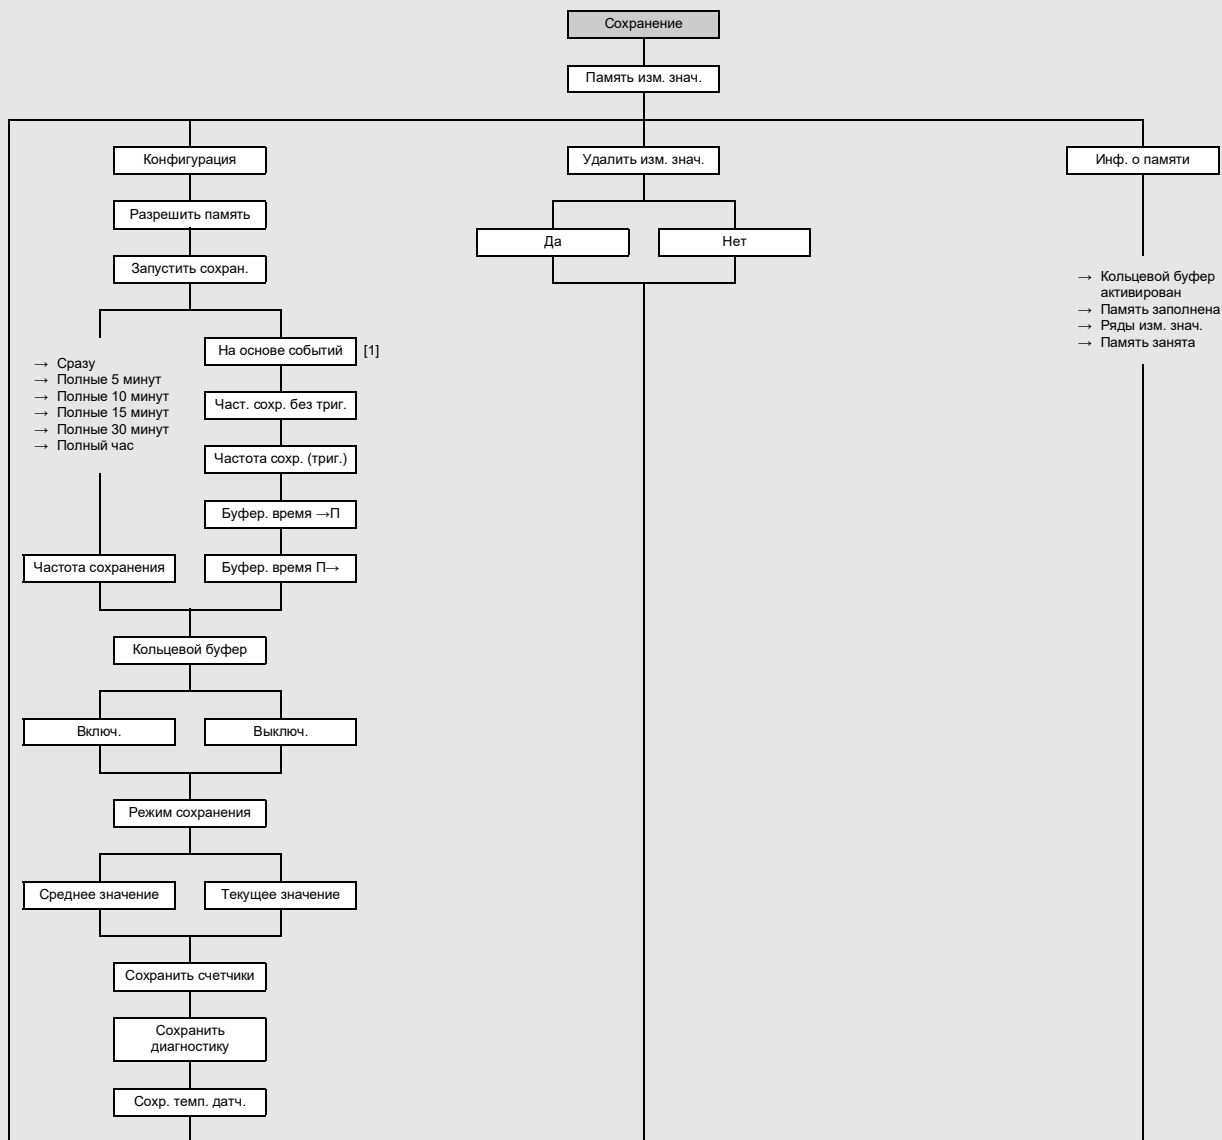 Сохранение
Память изм. знач.
Конфигурация
Удалить изм. знач.
Инф. о памяти
Разрешить память
Да
Нет
Запустить сохран.
→ Кольцевой буфер
активирован
→ Память заполнена
→ Ряды изм. знач.
→ Память занята
→ Сразу
→ Полные 5 минут
→ Полные 10 минут
→ Полные 15 минут
→ Полные 30 минут
→ Полный час
На основе событий [1]
Част. сохр. без триг.
Частота сохр. (триг.)
Буфер. время →П
Частота сохранения
Буфер. время П→
Кольцевой буфер
Включ.
Выключ.
Режим сохранения
Среднее значение
Текущее значение
Сохранить счетчики
Сохранить
диагностику
Сохр. темп. датч.